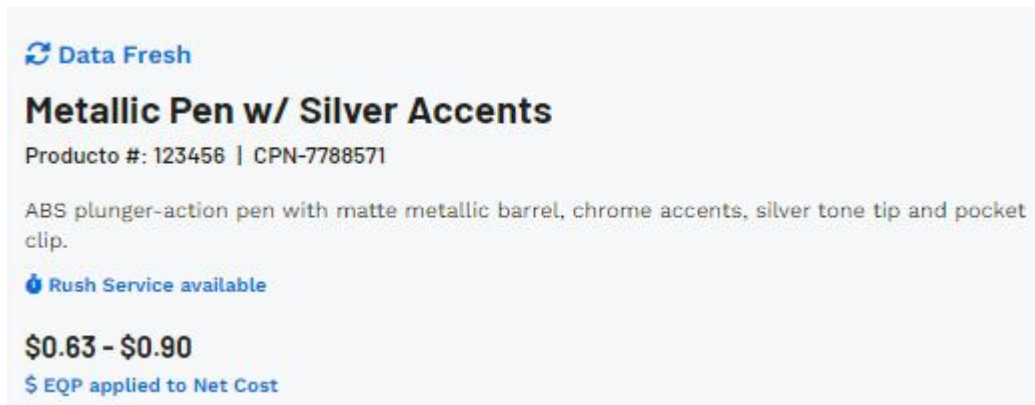 Data Fresh
Metallic Pen w/ Silver Accents
Producto #: 123456 | CPN-7788571
ABS plunger-action pen with matte metallic barrel, chrome accents, silver tone tip and pocket
clip.
Rush Service available
$0.63 - $0.90
$ EQP applied to Net Cost